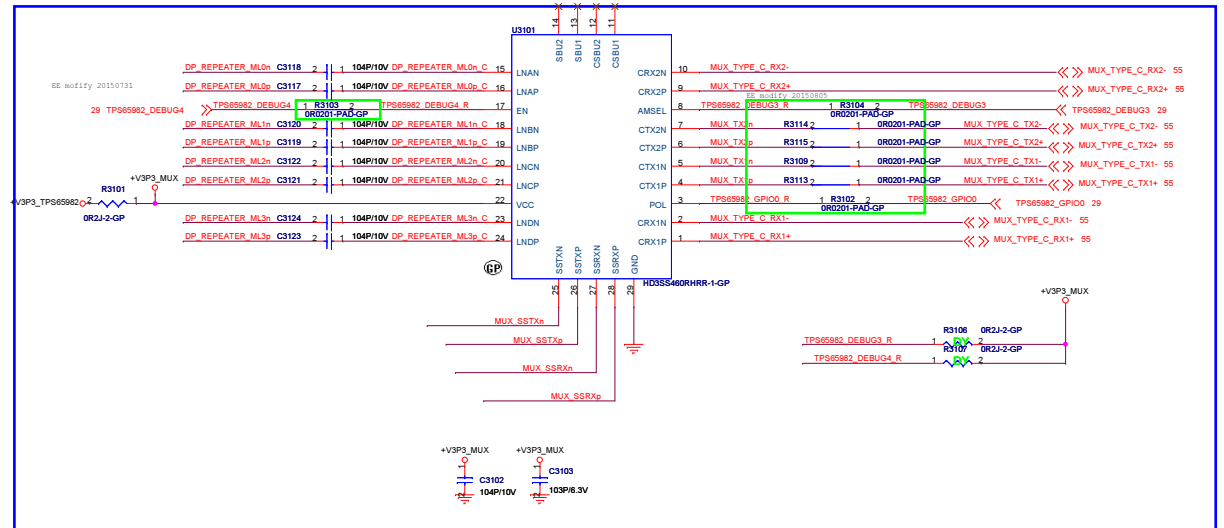 U3101
14 13 12 11
SBU2 SBU1 CSBU2 CSBU1
DP_REPEATER_ML0n C3118 2 1 104P/10V DP_REPEATER_ML0n_C 15 LNAN
EE mofify 20150731
DP_REPEATER_ML0p C3117 2 1 104P/10V DP_REPEATER_ML0p_C 16 LNAP
29 TPS65982_DEBUG4 TPS65982_DEBUG4 1 R3103 2 TPS65982_DEBUG4_R 17 EN
0R0201-PAD-GP
DP_REPEATER_ML1n C3120 2 1 104P/10V DP_REPEATER_ML1n_C 18 LNBN
DP_REPEATER_ML1p C3119 2 1 104P/10V DP_REPEATER_ML1p_C 19 LNBP
DP_REPEATER_ML2n C3122 2 1 104P/10V DP_REPEATER_ML2n_C 20 LNCN
DP_REPEATER_ML2p C3121 2 1 104P/10V DP_REPEATER_ML2p_C 21 LNCP
+V3P3_MUX
+V3P3_TPS65982 2 R3101 1 22 VCC
0R2J-2-GP
DP_REPEATER_ML3n C3124 2 1 104P/10V DP_REPEATER_ML3n_C 23 LNDN
DP_REPEATER_ML3p C3123 2 1 104P/10V DP_REPEATER_ML3p_C 24 LNDP
GP
CRX2N 10 MUX_TYPE_C_RX2- MUX_TYPE_C_RX2- 55
CRX2P 9 MUX_TYPE_C_RX2+ MUX_TYPE_C_RX2+ 55
EE modify 20150805
AMSEL 8 TPS65982_DEBUG3_R 1 R3104 2 TPS65982_DEBUG3 TPS65982_DEBUG3 29
0R0201-PAD-GP
CTX2N 7 MUX_TX2n R3114 2 1 0R0201-PAD-GP MUX_TYPE_C_TX2- MUX_TYPE_C_TX2- 55
CTX2P 6 MUX_TX2p R3115 2 1 0R0201-PAD-GP MUX_TYPE_C_TX2+ MUX_TYPE_C_TX2+ 55
CTX1N 5 MUX_TX1n R3109 2 1 0R0201-PAD-GP MUX_TYPE_C_TX1- MUX_TYPE_C_TX1- 55
CTX1P 4 MUX_TX1p R3113 2 1 0R0201-PAD-GP MUX_TYPE_C_TX1+ MUX_TYPE_C_TX1+ 55
POL 3 TPS65982_GPIO0_R 1 R3102 2 TPS65982_GPIO0 TPS65982_GPIO0 29
0R0201-PAD-GP
CRX1N 2 MUX_TYPE_C_RX1- MUX_TYPE_C_RX1- 55
CRX1P 1 MUX_TYPE_C_RX1+ MUX_TYPE_C_RX1+ 55
SSTXN SSTXP SSRXN SSRXP GND
25 26 27 28 29
HD3SS460RHRR-1-GP
MUX_SSTXn
MUX_SSTXp
MUX_SSRXn
MUX_SSRXp
+V3P3_MUX
TPS65982_DEBUG3_R 1 R3106 2 0R2J-2-GP
DY
TPS65982_DEBUG4_R 1 R3107 2 0R2J-2-GP
DY
+V3P3_MUX +V3P3_MUX
1 C3102 2 104P/10V
1 C3103 2 103P/6.3V